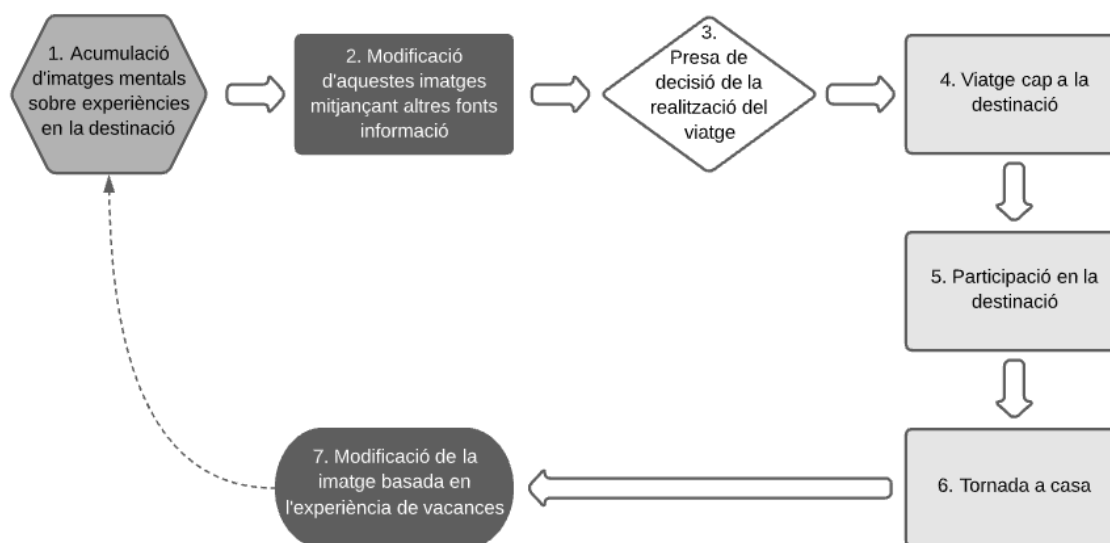 1. Acumulació
d'imatges mentals
sobre experiències
en la destinació
2. Modificació
d'aquestes imatges
mitjançant altres fonts
informació
3.
Presa de
decisió de la
realització del
viatge
4. Viatge cap a la
destinació
5. Participació en la
destinació
6. Tornada a casa
7. Modificació de la
imatge basada en
l'experiència de vacances